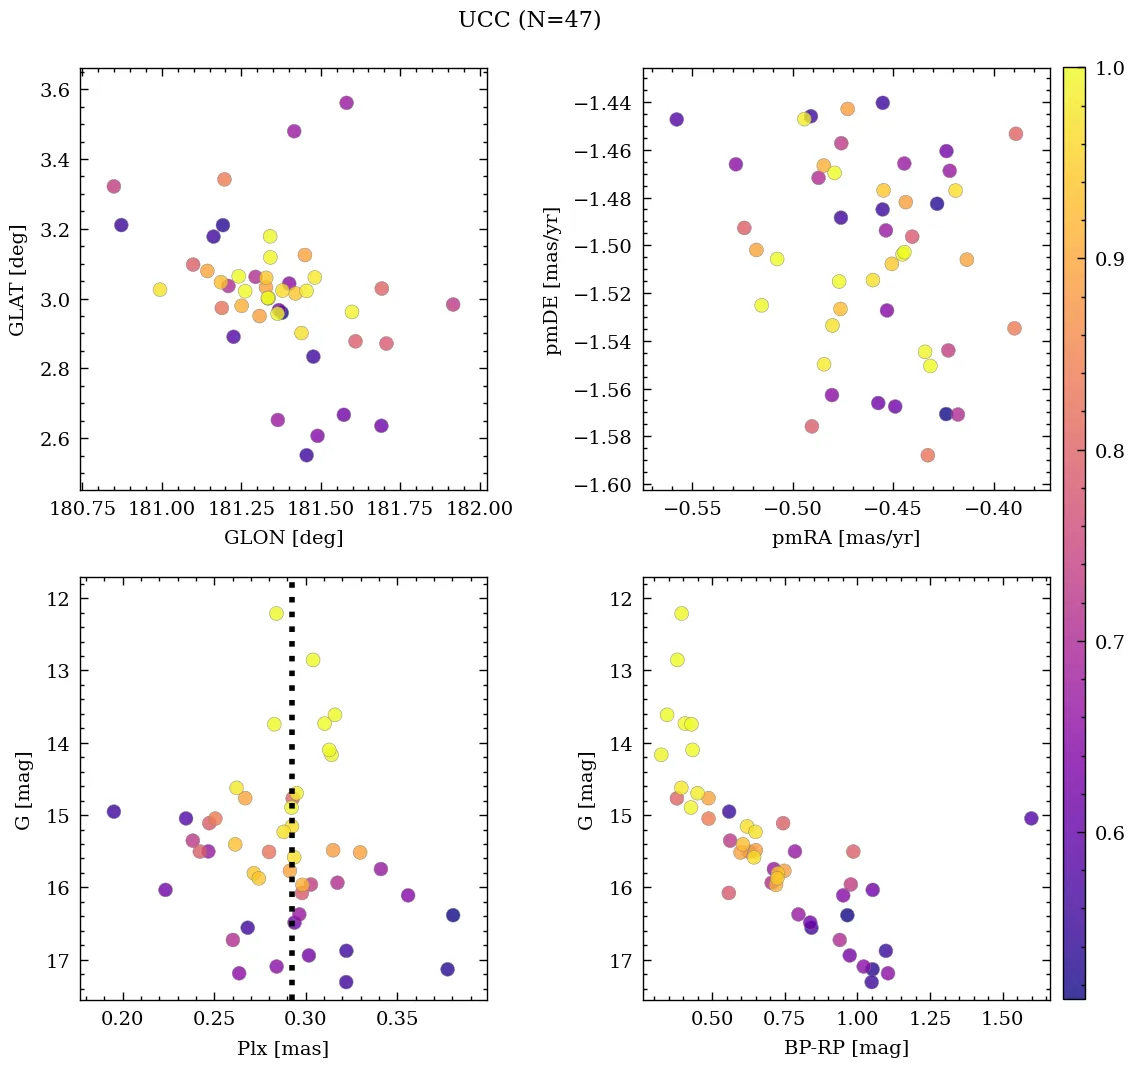 UCC (N=47)
3.6
3.4
3.2
3.0
2.8
2.6
GLAT [deg]
180.75 181.00 181.25 181.50 181.75 182.00
GLON [deg]
−1.44
−1.46
−1.48
−1.50
−1.52
−1.54
−1.56
−1.58
−1.60
pmDE [mas/yr]
−0.55 −0.50 −0.45 −0.40
pmRA [mas/yr]
1.0
0.9
0.8
0.7
0.6
12
13
14
15
16
17
G [mag]
0.20 0.25 0.30 0.35
Plx [mas]
12
13
14
15
16
17
G [mag]
0.50 0.75 1.00 1.25 1.50
BP-RP [mag]